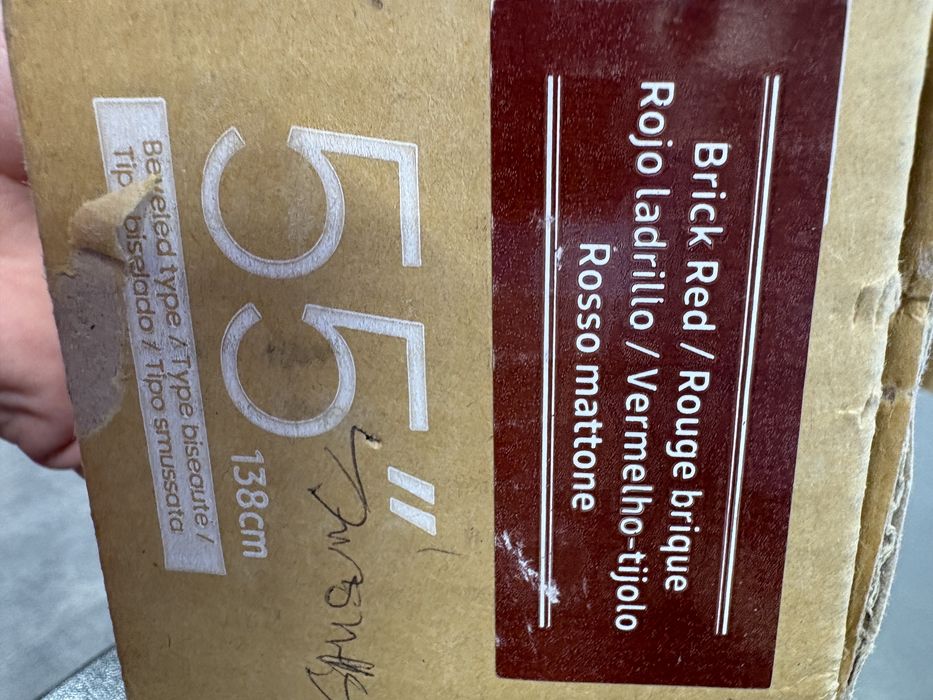 Brick Red / Rouge brique
Rojo ladrillo / Vermelho-tijolo
Rosso mattone
55"
138cm
Beveled type / Type biseauté /
biselado / Tipo smussata